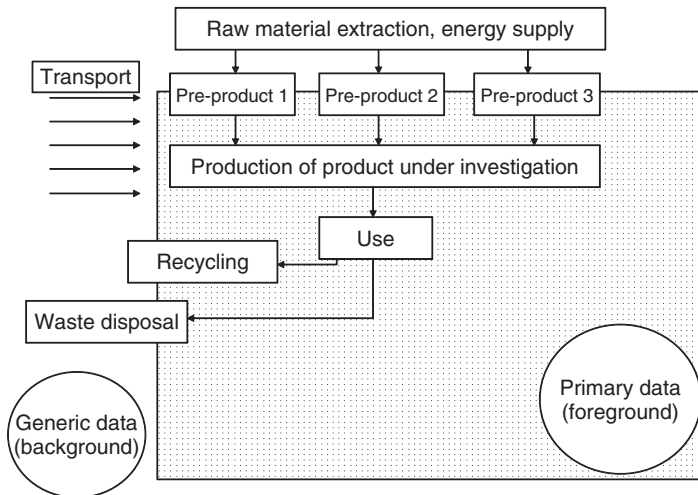 Raw material extraction, energy supply
Transport
Pre-product 1
Pre-product 2
Pre-product 3
Production of product under investigation
Use
Recycling
Waste disposal
Generic data
(background)
Primary data
(foreground)